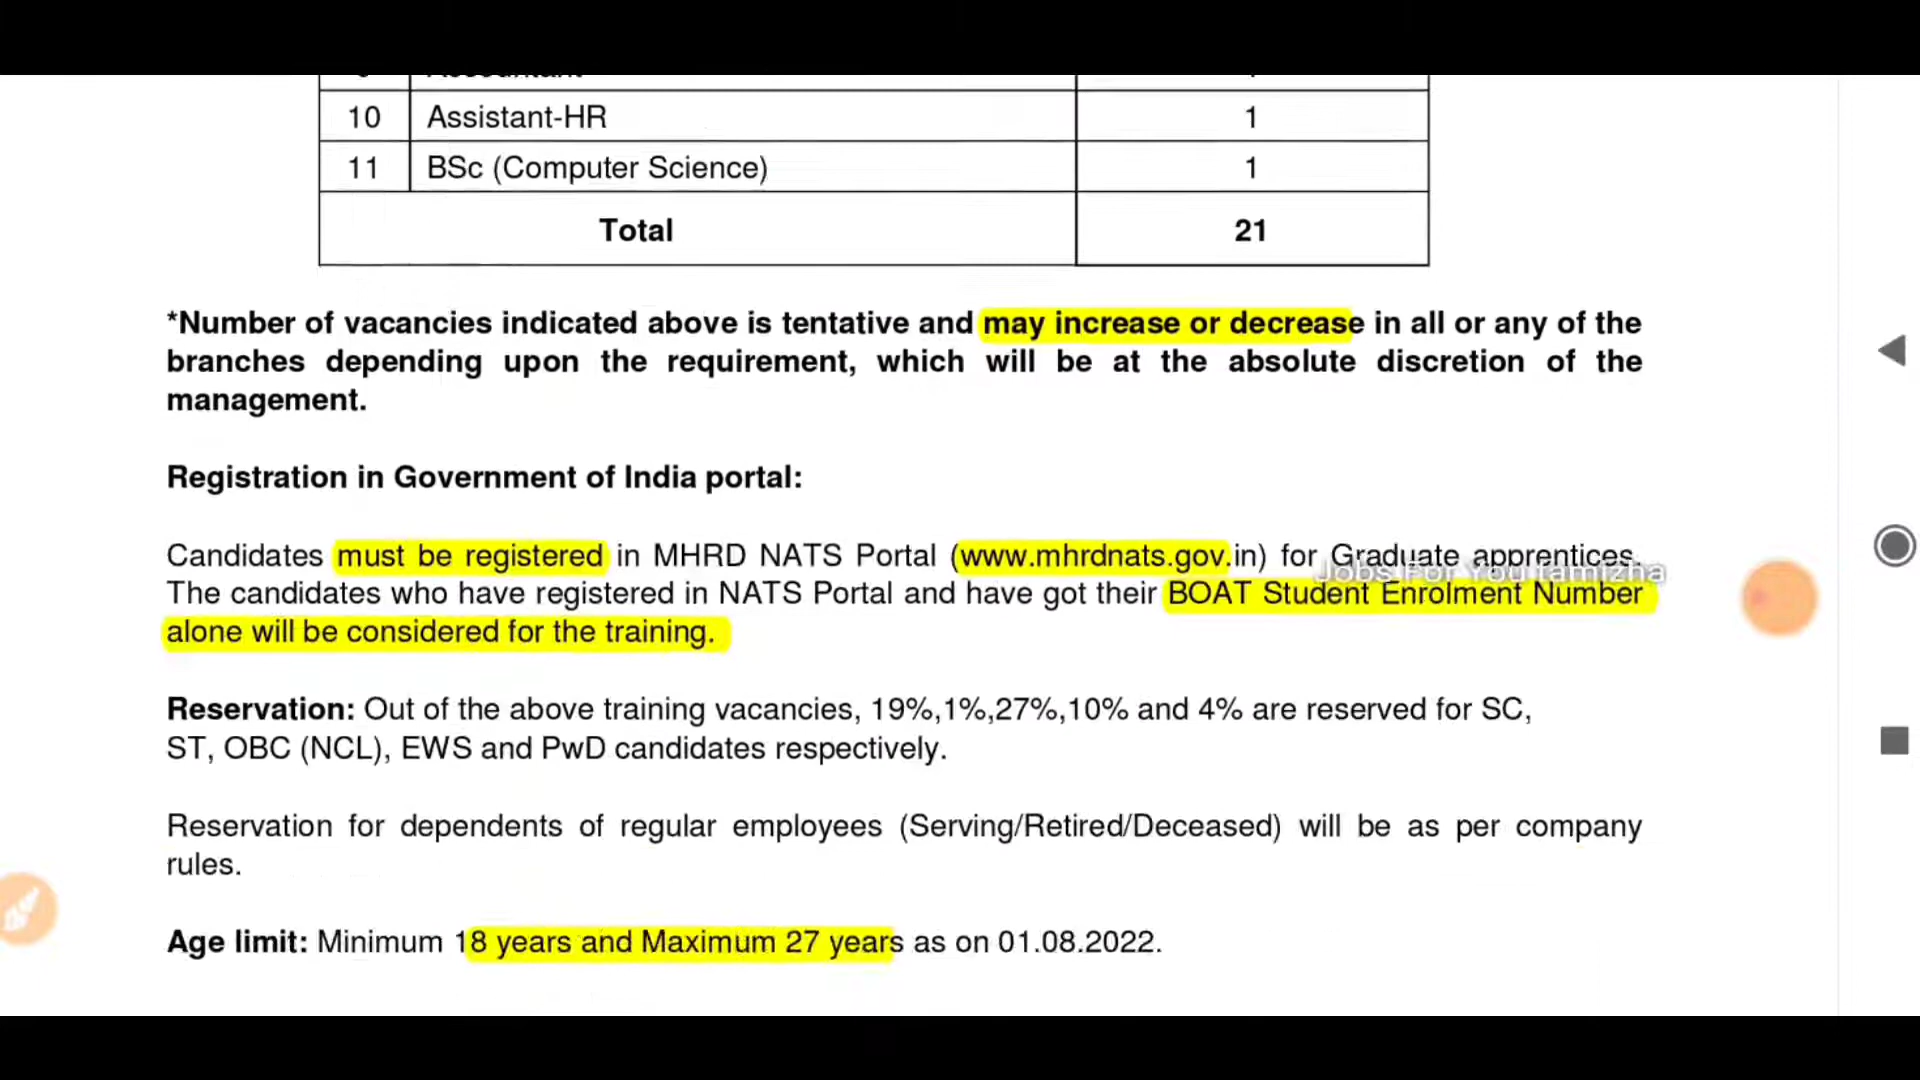 10 Assistant-HR 1
11 BSc (Computer Science) 1
Total 21
*Number of vacancies indicated above is tentative and may increase or decrease in all or any of the
branches depending upon the requirement, which will be at the absolute discretion of the
management.
Registration in Government of India portal:
Candidates must be registered in MHRD NATS Portal (www.mhrdnats.gov.in) for Graduate apprentices.
Jobs For You tamizha
The candidates who have registered in NATS Portal and have got their BOAT Student Enrolment Number
alone will be considered for the training.
Reservation: Out of the above training vacancies, 19%,1%,27%,10% and 4% are reserved for SC,
ST, OBC (NCL), EWS and PwD candidates respectively.
Reservation for dependents of regular employees (Serving/Retired/Deceased) will be as per company
rules.
Age limit: Minimum 18 years and Maximum 27 years as on 01.08.2022.